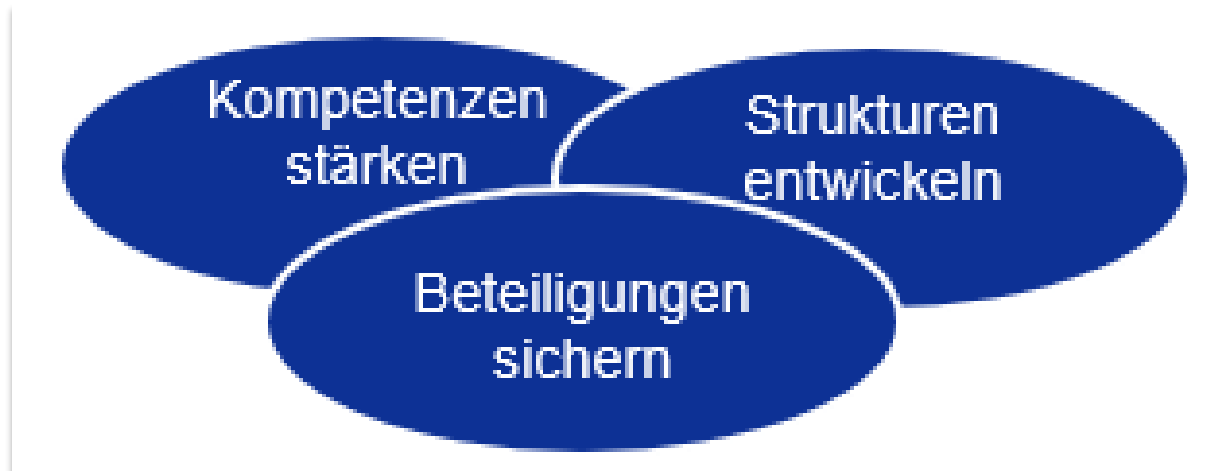 Kompetenzen
stärken
Strukturen
entwickeln
Beteiligungen
sichern